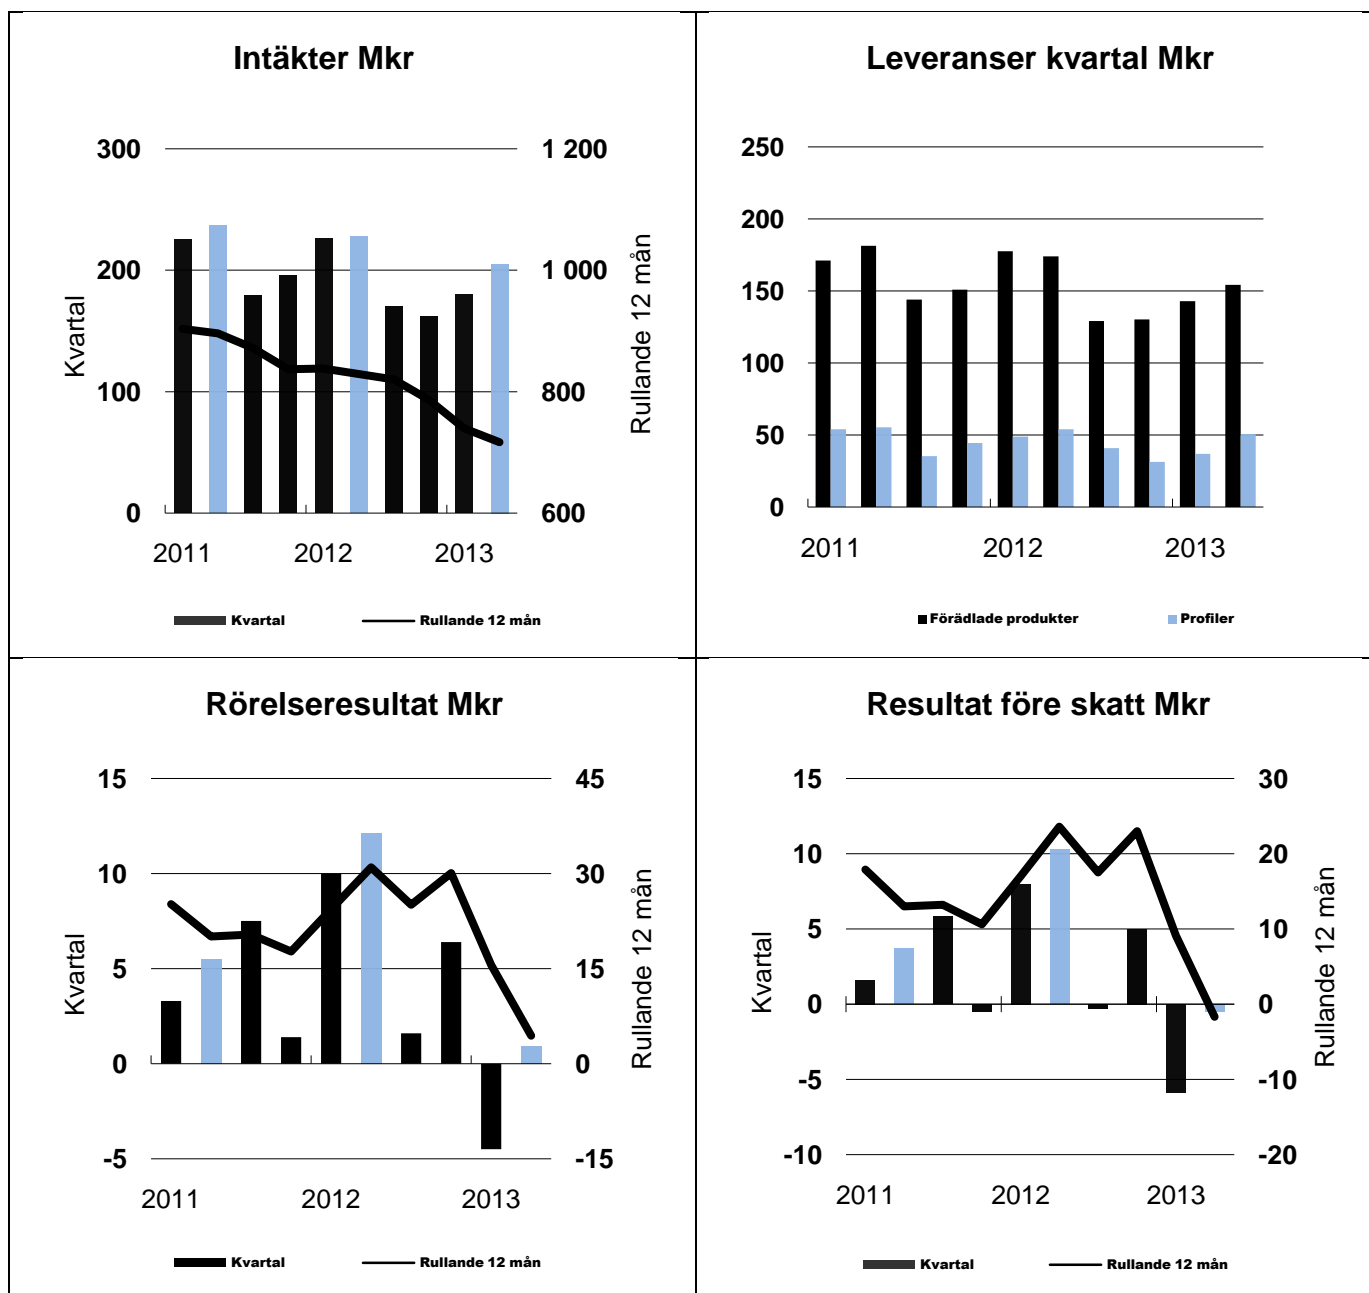 Intäkter Mkr
300
200
100
0
Kvartal
1 200
1 000
800
600
Rullande 12 mån
2011 2012 2013
Kvartal Rullande 12 mån
Leveranser kvartal Mkr
250
200
150
100
50
0
2011 2012 2013
Förädlade produkter Profiler
Rörelseresultat Mkr
15
10
5
0
-5
Kvartal
45
30
15
0
-15
Rullande 12 mån
2011 2012 2013
Kvartal Rullande 12 mån
Resultat före skatt Mkr
15
10
5
0
-5
-10
Kvartal
30
20
10
0
-10
-20
Rullande 12 mån
2011 2012 2013
Kvartal Rullande 12 mån